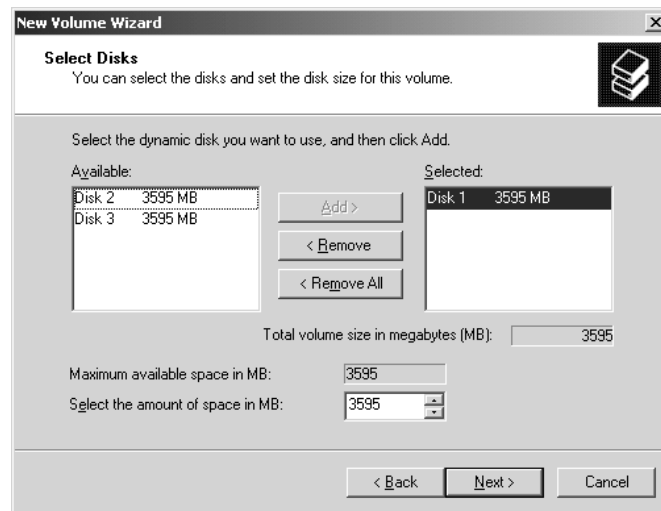 New Volume Wizard
Select Disks
You can select the disks and set the disk size for this volume.
Select the dynamic disk you want to use, and then click Add.
Available:
Selected:
Disk 2 3595 MB
Disk 3 3595 MB
Add >
< Remove
< Remove All
Disk 1 3595 MB
Total volume size in megabytes (MB): 3595
Maximum available space in MB: 3595
Select the amount of space in MB: 3595
< Back Next > Cancel